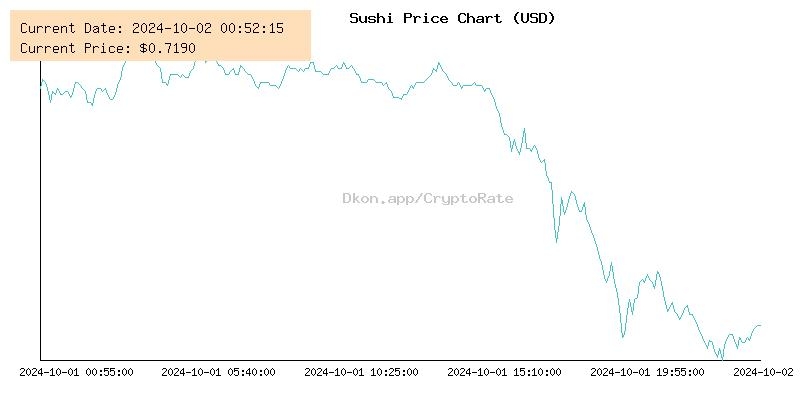 Sushi Price Chart (USD)
Current Date: 2024-10-02 00:52:15
Current Price: $0.7190
Dkon.app/CryptoRate
2024-10-01 00:55:00 2024-10-01 05:40:00 2024-10-01 10:25:00 2024-10-01 15:10:00 2024-10-01 19:55:00 2024-10-02